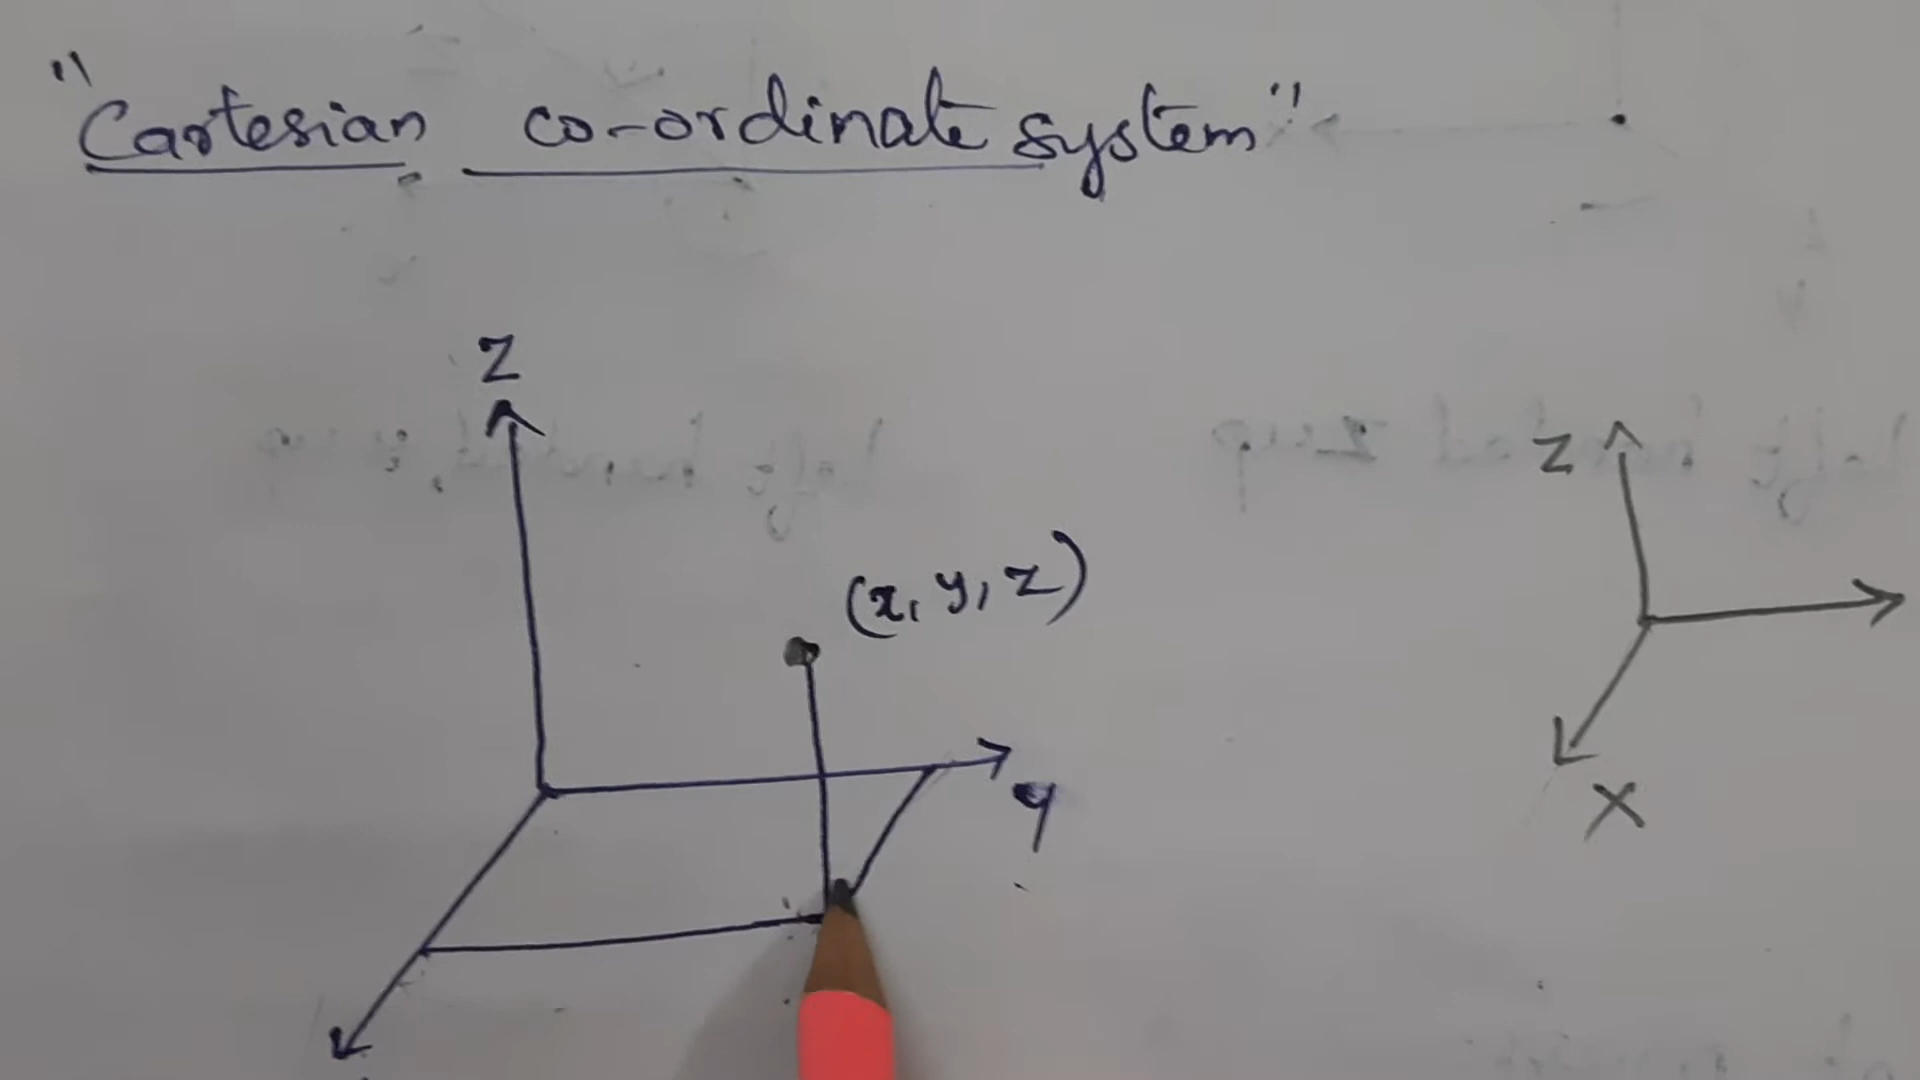 "Cartesian co-ordinate system"
Z
Z
(x, y, z)
y
X